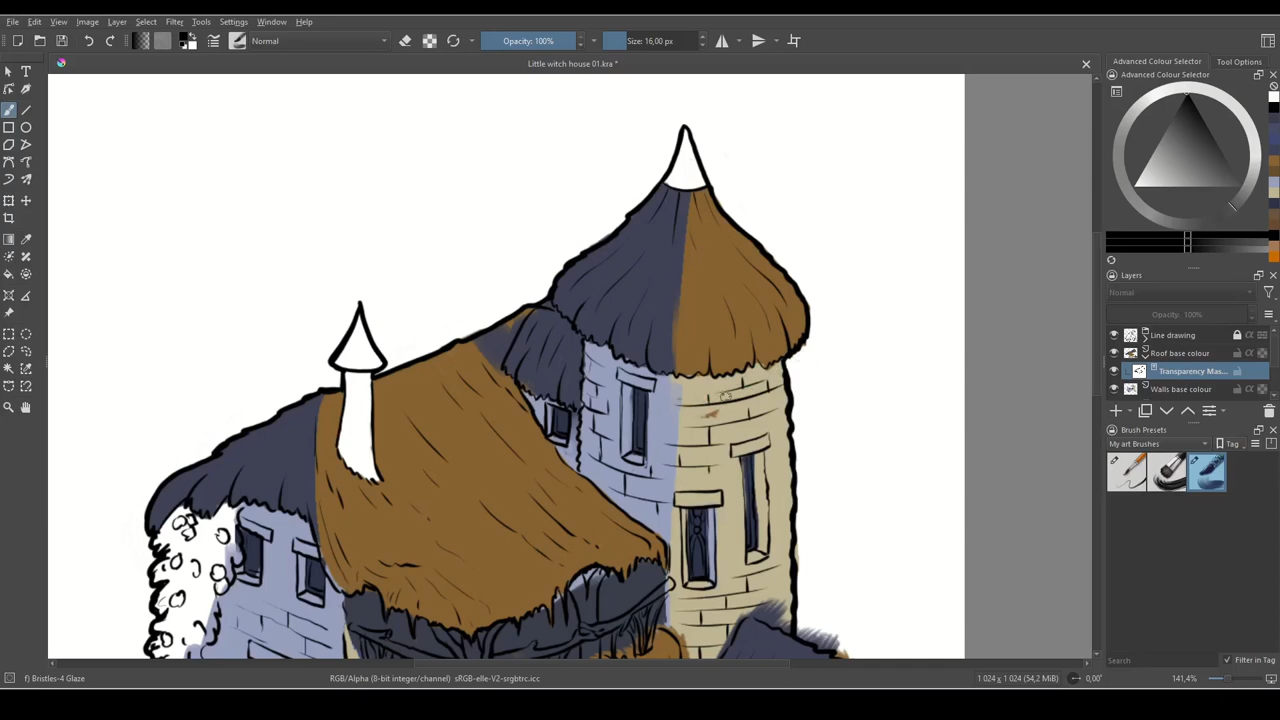 File Edit View Image Layer Select Filter Tools Settings Window Help
Normal Opacity: 100% Size: 16,00 px
Little witch house 01.kra *
Advanced Colour Selector Tool Options
Advanced Colour Selector
Layers
Normal
Opacity: 100%
Line drawing
Roof base colour
Transparency Mas...
Walls base colour
Brush Presets
My art Brushes Tag
Search Filter in Tag
f) Bristles-4 Glaze RGB/Alpha (8-bit integer/channel) sRGB-elle-V2-srgbtrc.icc 1 024 x 1 024 (54,2 MiB) 0,00° 141,4%